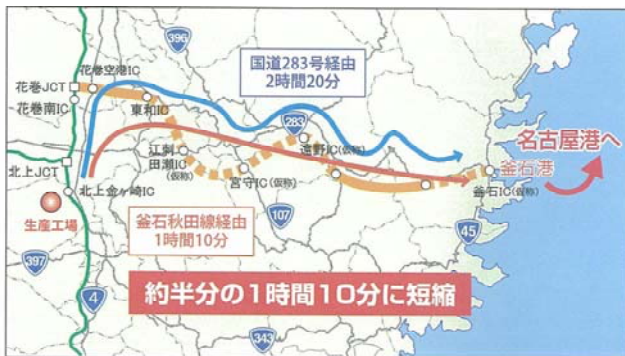 396
花巻空港IC
国道283号経由
2時間20分
花巻JCT
花巻南IC
東和IC
283
名古屋港へ
江刺
田瀬IC
(仮称)
遠野IC(仮称)
釜石港
北上JCT
宮守IC(仮称)
釜石IC(仮称)
北上金ヶ崎IC
生産工場
釜石秋田線経由
1時間10分
107
45
397
4
約半分の1時間10分に短縮
343